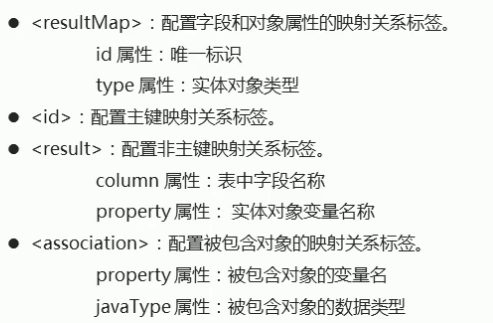 ● <resultMap>：配置字段和对象属性的映射关系标签。
id 属性：唯一标识
type 属性：实体对象类型
● <id>：配置主键映射关系标签。
● <result>：配置非主键映射关系标签。
column 属性：表中字段名称
property 属性： 实体对象变量名称
● <association>：配置被包含对象的映射关系标签。
property 属性：被包含对象的变量名
javaType 属性：被包含对象的数据类型